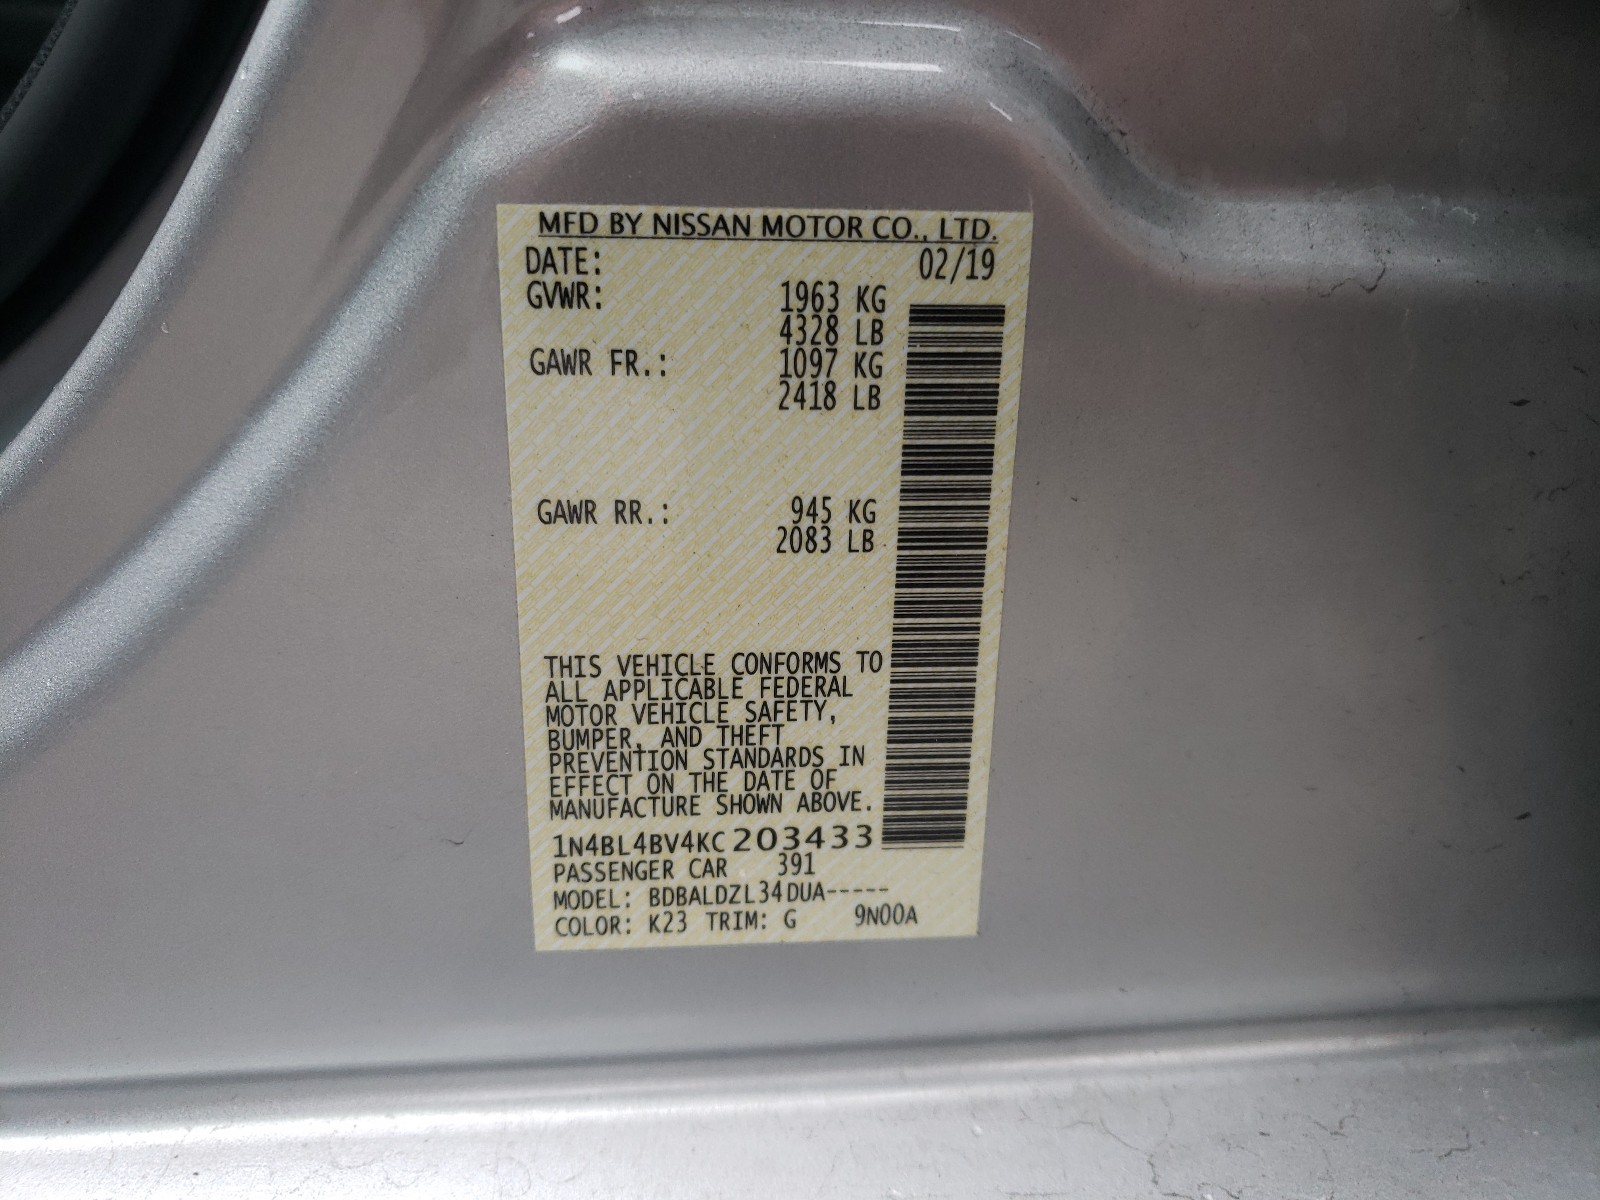 MFD BY NISSAN MOTOR CO., LTD.
DATE: 02/19
GVWR: 1963 KG
4328 LB
GAWR FR.: 1097 KG
2418 LB
GAWR RR.: 945 KG
2083 LB
THIS VEHICLE CONFORMS TO
ALL APPLICABLE FEDERAL
MOTOR VEHICLE SAFETY,
BUMPER, AND THEFT
PREVENTION STANDARDS IN
EFFECT ON THE DATE OF
MANUFACTURE SHOWN ABOVE.
1N4BL4BV4KC203433
PASSENGER CAR 391
MODEL: BDBALDZL34DUA-----
COLOR: K23 TRIM: G 9N00A